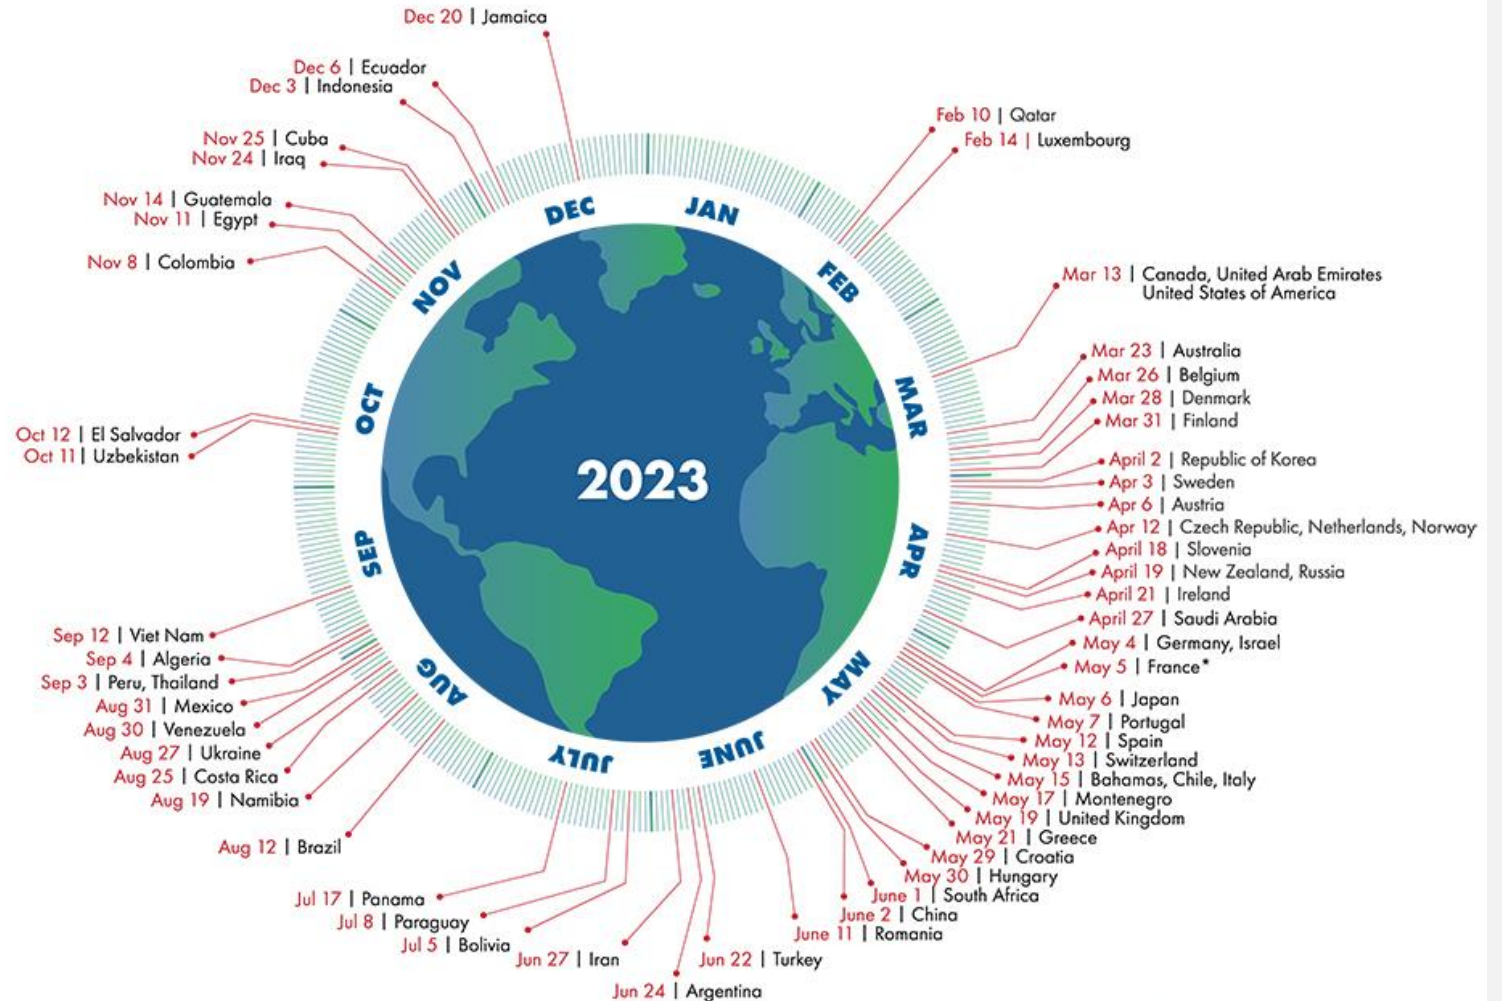 Dec 20 | Jamaica
Dec 6 | Ecuador
Dec 3 | Indonesia
Nov 25 | Cuba
Nov 24 | Iraq
Nov 14 | Guatemala
Nov 11 | Egypt
Nov 8 | Colombia
Oct 12 | El Salvador
Oct 11 | Uzbekistan
Sep 12 | Viet Nam
Sep 4 | Algeria
Sep 3 | Peru, Thailand
Aug 31 | Mexico
Aug 30 | Venezuela
Aug 27 | Ukraine
Aug 25 | Costa Rica
Aug 19 | Namibia
Aug 12 | Brazil
Jul 17 | Panama
Jul 8 | Paraguay
Jul 5 | Bolivia
Jun 27 | Iran
Jun 24 | Argentina
Jun 22 | Turkey
Feb 10 | Qatar
Feb 14 | Luxembourg
Mar 13 | Canada, United Arab Emirates
United States of America
Mar 23 | Australia
Mar 26 | Belgium
Mar 28 | Denmark
Mar 31 | Finland
April 2 | Republic of Korea
Apr 3 | Sweden
Apr 6 | Austria
Apr 12 | Czech Republic, Netherlands, Norway
April 18 | Slovenia
April 19 | New Zealand, Russia
April 21 | Ireland
April 27 | Saudi Arabia
May 4 | Germany, Israel
May 5 | France*
May 6 | Japan
May 7 | Portugal
May 12 | Spain
May 13 | Switzerland
May 15 | Bahamas, Chile, Italy
May 17 | Montenegro
May 19 | United Kingdom
May 21 | Greece
May 29 | Croatia
May 30 | Hungary
June 1 | South Africa
June 2 | China
June 11 | Romania
JAN
FEB
MAR
APR
MAY
JUNE
JULY
AUG
SEP
OCT
NOV
DEC
2023